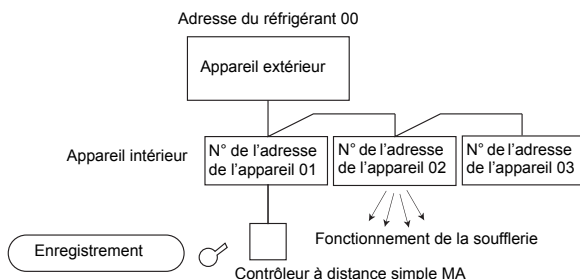 Adresse du réfrigérant 00
Appareil extérieur
Appareil intérieur
N° de l'adresse
de l'appareil 01
N° de l'adresse
de l'appareil 02
N° de l'adresse
de l'appareil 03
Fonctionnement de la soufflerie
Enregistrement
Contrôleur à distance simple MA